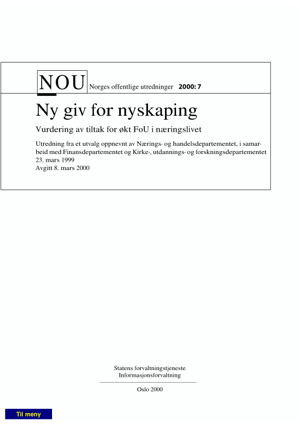 NOU Norges offentlige utredninger 2000: 7
Ny giv for nyskaping
Vurdering av tiltak for økt FoU i næringslivet
Utredning fra et utvalg oppnevnt av Nærings- og handelsdepartementet, i samar-
beid med Finansdepartementet og Kirke-, utdannings- og forskningsdepartementet
23. mars 1999
Avgitt 8. mars 2000
Statens forvaltningstjeneste
Informasjonsforvaltning
Oslo 2000
Til meny